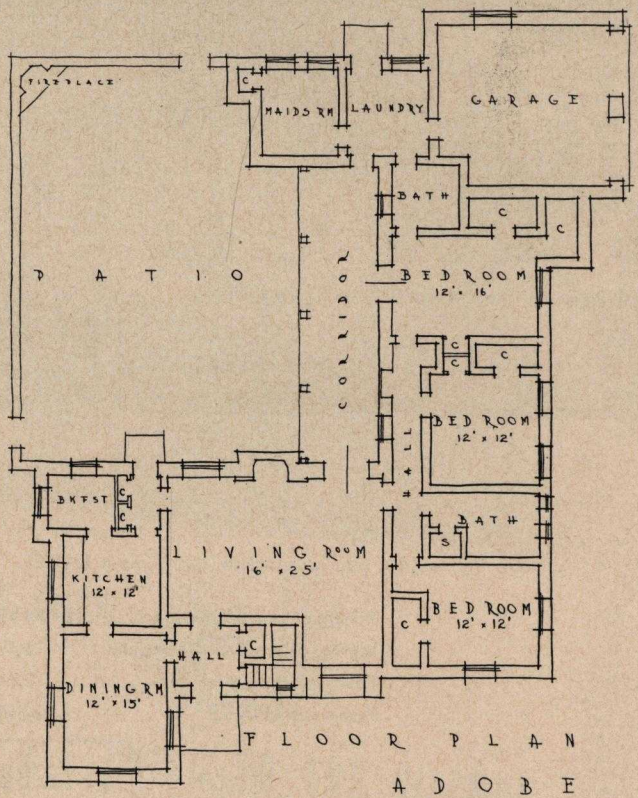 FIREPLACE
C
MAIDS RM
LAUNDRY
GARAGE
BATH
C
C
PATIO
CORRIDOR
BED ROOM
12' x 16'
C
C
C
BED ROOM
12' x 12'
HALL
BKFST
C
C
BATH
S
LIVING ROOM
16' x 25'
KITCHEN
12' x 12'
BED ROOM
12' x 12'
C
HALL
C
DINING RM
12' x 15'
FLOOR PLAN
ADOBE